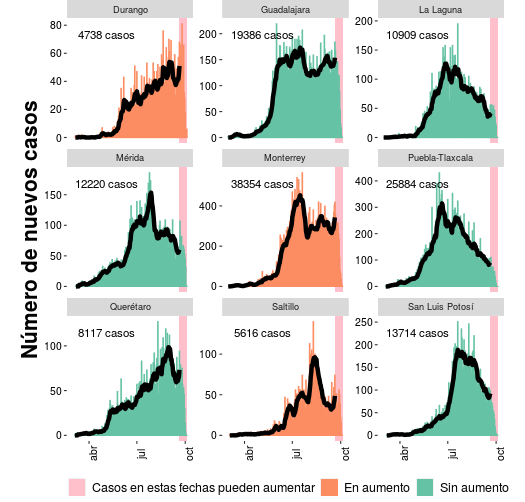 Número de nuevos casos
Durango
Guadalajara
La Laguna
80
60
40
20
0
4738 casos
200
150
100
50
0
19386 casos
200
150
100
50
0
10909 casos
Mérida
Monterrey
Puebla-Tlaxcala
150
100
50
0
12220 casos
400
200
0
38354 casos
400
300
200
100
0
25884 casos
Querétaro
Saltillo
San Luis Potosí
100
50
0
8117 casos
100
50
0
5616 casos
250
200
150
100
50
0
13714 casos
abr
jul
oct
abr
jul
oct
abr
jul
oct
Casos en estas fechas pueden aumentar
En aumento
Sin aumento